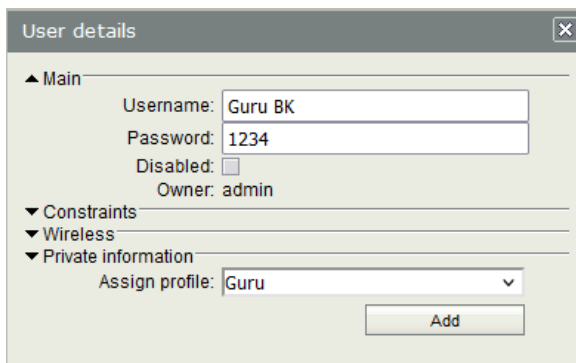 User details
Main
Username: Guru BK
Password: 1234
Disabled:
Owner: admin
Constraints
Wireless
Private information
Assign profile: Guru
Add